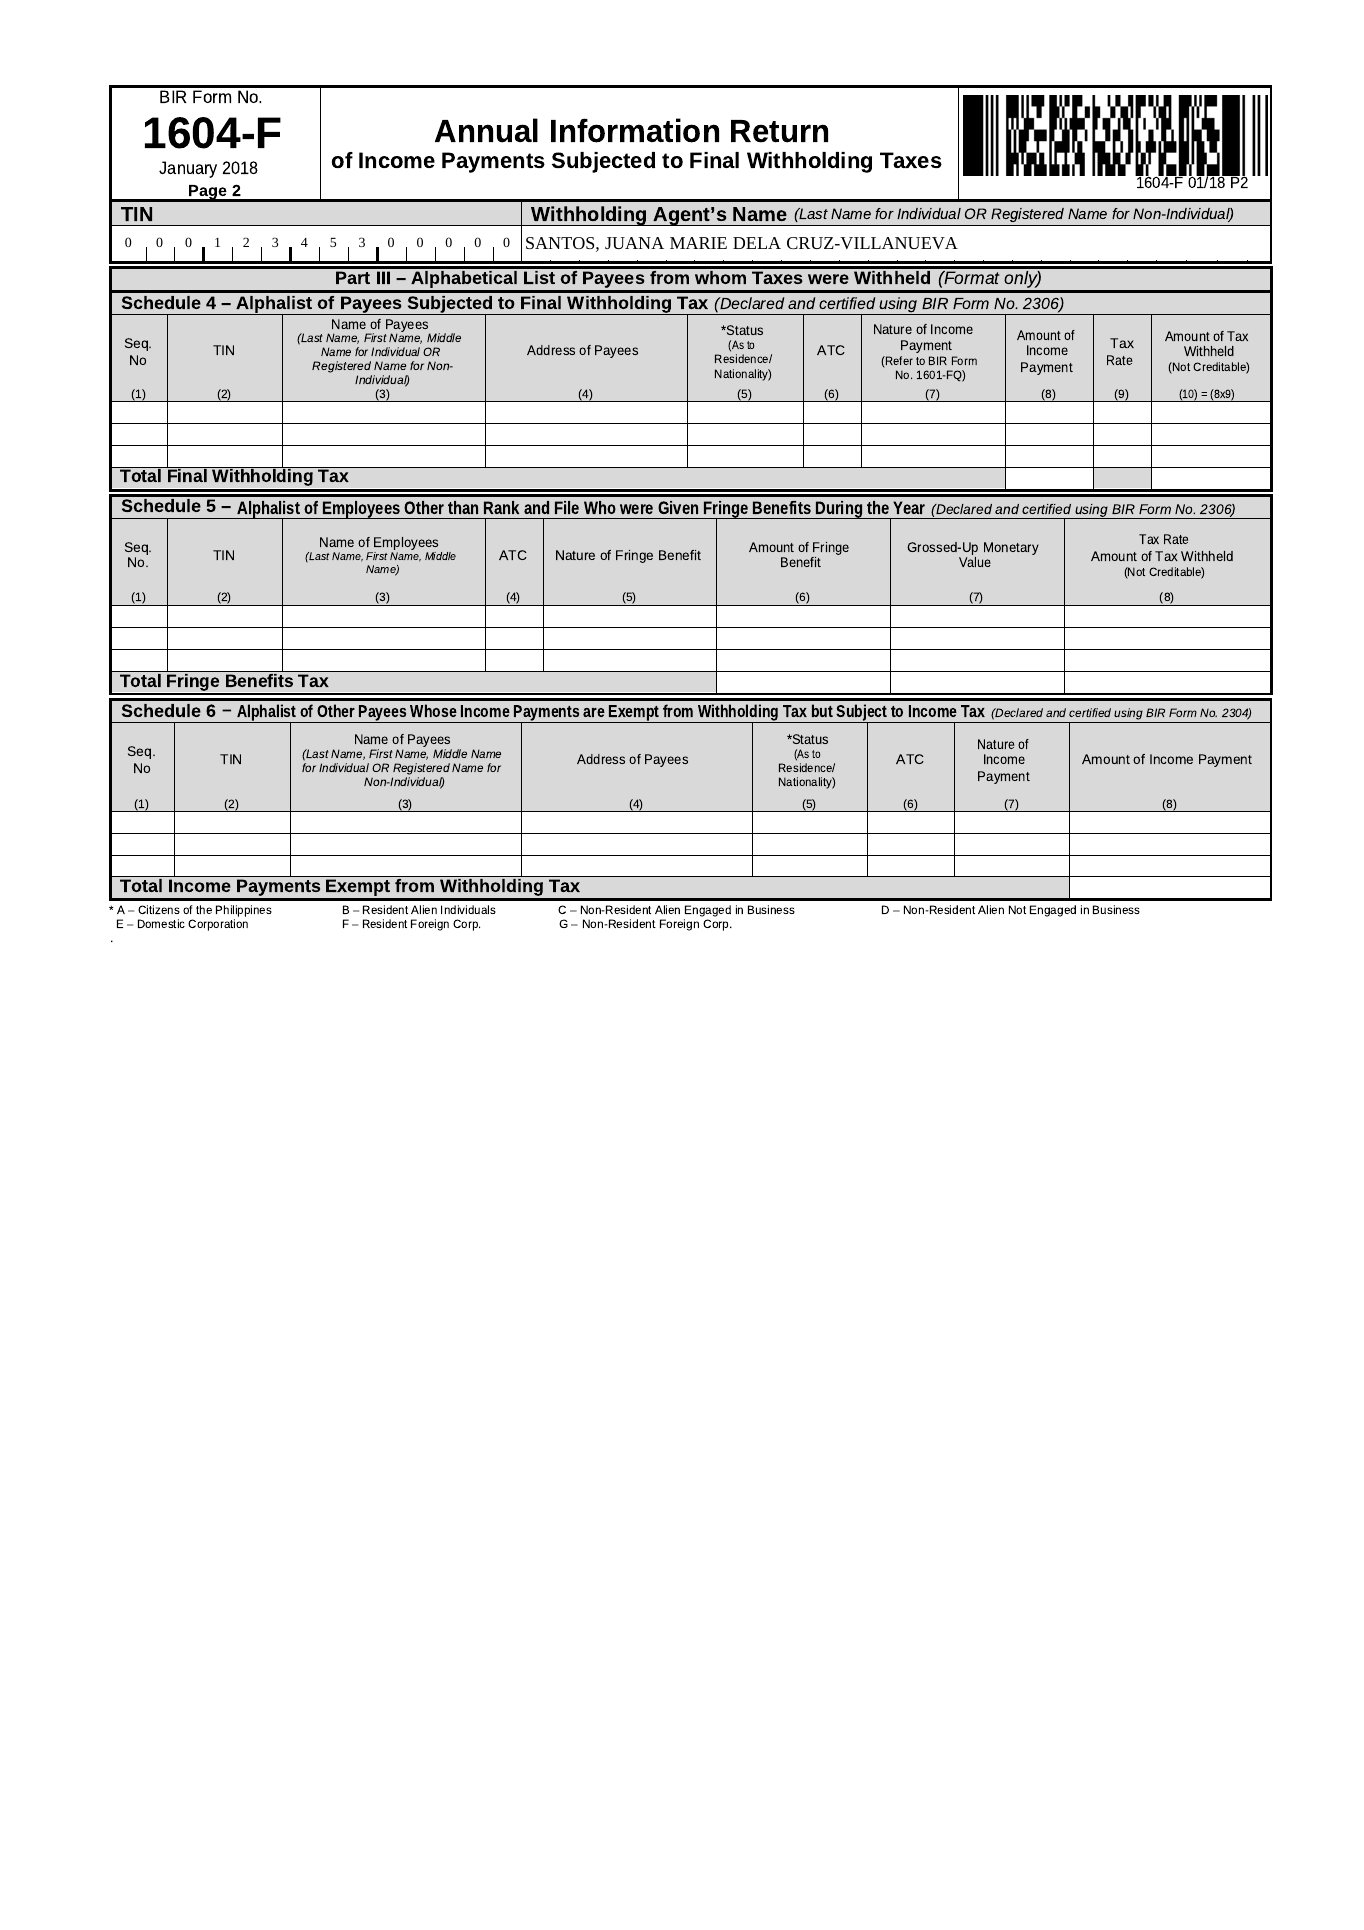 BIR Form No.
1604-F
January 2018
Page 2
Annual Information Return
of Income Payments Subjected to Final Withholding Taxes
1604-F 01/18 P2
TIN
Withholding Agent’s Name (Last Name for Individual OR Registered Name for Non-Individual)
0 0 0 1 2 3 4 5 3 0 0 0 0 0
SANTOS, JUANA MARIE DELA CRUZ-VILLANUEVA
Part III – Alphabetical List of Payees from whom Taxes were Withheld (Format only)
Schedule 4 – Alphalist of Payees Subjected to Final Withholding Tax (Declared and certified using BIR Form No. 2306)
Seq.
No
(1)
TIN
(2)
Name of Payees
(Last Name, First Name, Middle
Name for Individual OR
Registered Name for Non-
Individual)
(3)
Address of Payees
(4)
*Status
(As to
Residence/
Nationality)
(5)
ATC
(6)
Nature of Income
Payment
(Refer to BIR Form
No. 1601-FQ)
(7)
Amount of
Income
Payment
(8)
Tax
Rate
(9)
Amount of Tax
Withheld
(Not Creditable)
(10) = (8x9)
Total Final Withholding Tax
Schedule 5 – Alphalist of Employees Other than Rank and File Who were Given Fringe Benefits During the Year (Declared and certified using BIR Form No. 2306)
Seq.
No.
(1)
TIN
(2)
Name of Employees
(Last Name, First Name, Middle
Name)
(3)
ATC
(4)
Nature of Fringe Benefit
(5)
Amount of Fringe
Benefit
(6)
Grossed-Up Monetary
Value
(7)
Tax Rate
Amount of Tax Withheld
(Not Creditable)
(8)
Total Fringe Benefits Tax
Schedule 6 – Alphalist of Other Payees Whose Income Payments are Exempt from Withholding Tax but Subject to Income Tax (Declared and certified using BIR Form No. 2304)
Seq.
No
(1)
TIN
(2)
Name of Payees
(Last Name, First Name, Middle Name
for Individual OR Registered Name for
Non-Individual)
(3)
Address of Payees
(4)
*Status
(As to
Residence/
Nationality)
(5)
ATC
(6)
Nature of
Income
Payment
(7)
Amount of Income Payment
(8)
Total Income Payments Exempt from Withholding Tax
* A – Citizens of the Philippines B – Resident Alien Individuals C – Non-Resident Alien Engaged in Business D – Non-Resident Alien Not Engaged in Business
E – Domestic Corporation F – Resident Foreign Corp. G – Non-Resident Foreign Corp.
.